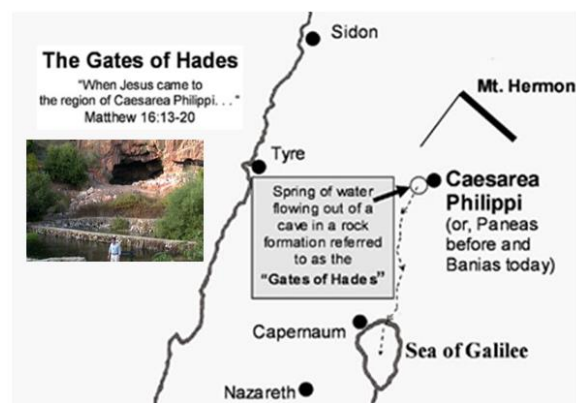 The Gates of Hades
"When Jesus came to
the region of Caesarea Philippi. . . "
Matthew 16:13-20
Sidon
Mt. Hermon
Tyre
Spring of water
flowing out of a
cave in a rock
formation referred
to as the
"Gates of Hades"
Caesarea
Philippi
(or, Paneas
before and
Banias today)
Capernaum
Sea of Galilee
Nazareth